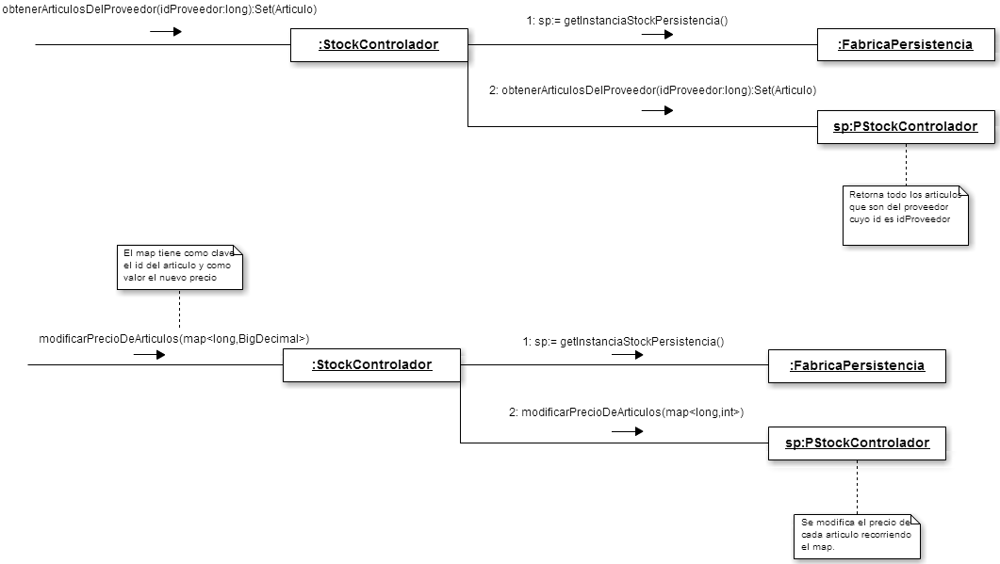 obtenerArticulosDelProveedor(idProveedor:long):Set(Articulo)
1: sp:= getInstanciaStockPersistencia()
:StockControlador
:FabricaPersistencia
2: obtenerArticulosDelProveedor(idProveedor:long):Set(Articulo)
sp:PStockControlador
Retorna todo los articulos
que son del proveedor
cuyo id es idProveedor
El map tiene como clave
el id del articulo y como
valor el nuevo precio
modificarPrecioDeArticulos(map<long,BigDecimal>)
1: sp:= getInstanciaStockPersistencia()
:StockControlador
:FabricaPersistencia
2: modificarPrecioDeArticulos(map<long,int>)
sp:PStockControlador
Se modifica el precio de
cada articulo recorriendo
el map.